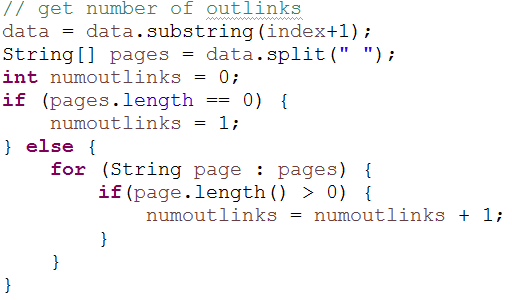 // get number of outlinks
data = data.substring(index+1);
String[] pages = data.split(" ");
int numoutlinks = 0;
if (pages.length == 0) {
    numoutlinks = 1;
} else {
    for (String page : pages) {
        if(page.length() > 0) {
            numoutlinks = numoutlinks + 1;
        }
    }
}